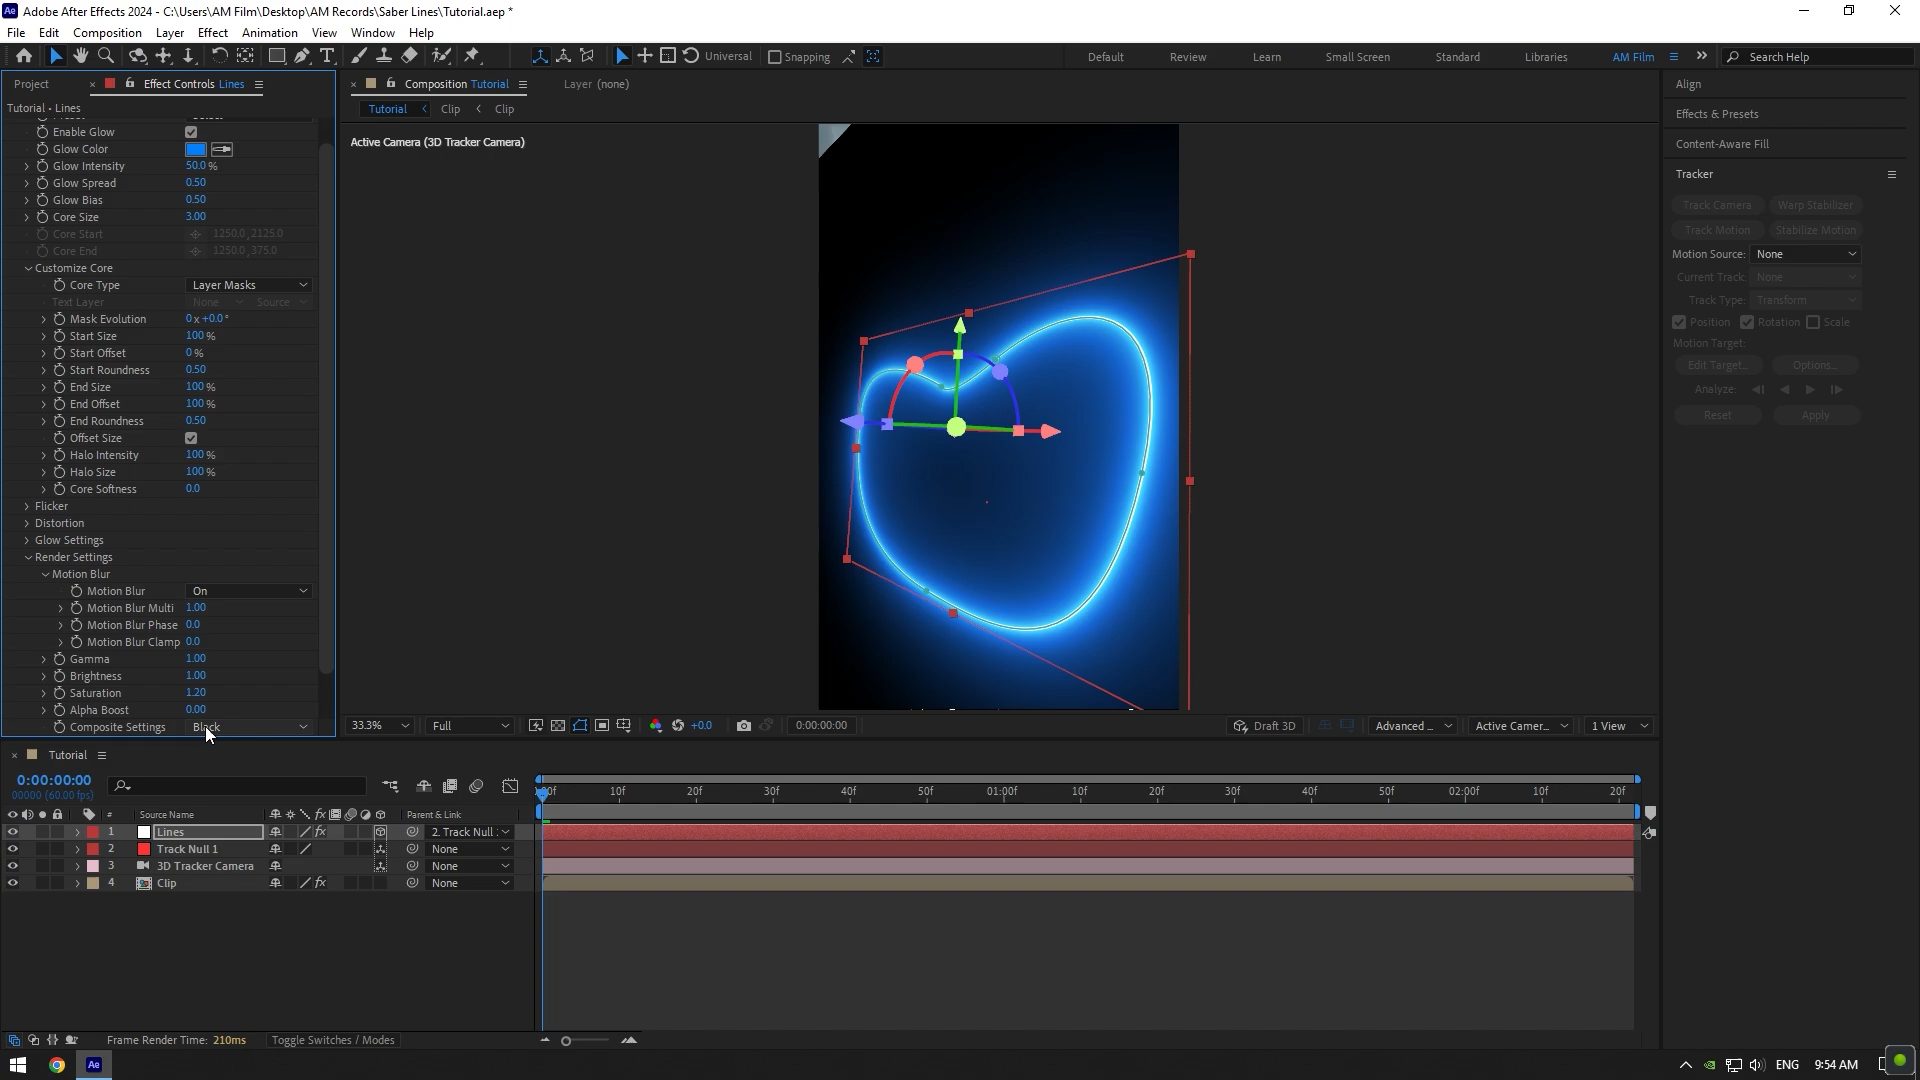 Adobe After Effects 2024 - C:\Users\AM Film\Desktop\AM Records\Saber Lines\Tutorial.aep *
File Edit Composition Layer Effect Animation View Window Help
Universal Snapping Default Review Learn Small Screen Standard Libraries AM Film Search Help
Project Effect Controls Lines Composition Tutorial Layer (none) Align
Tutorial • Lines
Tutorial Clip Clip
Effects & Presets
Content-Aware Fill
Tracker
Active Camera (3D Tracker Camera)
Enable Glow
Glow Color
Glow Intensity 50.0 %
Glow Spread 0.50
Glow Bias 0.50
Core Size 3.00
Core Start 1250.0,2125.0
Core End 1250.0,375.0
Customize Core
Core Type Layer Masks
Text Layer None Source
Mask Evolution 0 x +0.0 °
Start Size 100 %
Start Offset 0 %
Start Roundness 0.50
End Size 100 %
End Offset 100 %
End Roundness 0.50
Offset Size
Halo Intensity 100 %
Halo Size 100 %
Core Softness 0.0
Flicker
Distortion
Glow Settings
Render Settings
Motion Blur
Motion Blur On
Motion Blur Multi 1.00
Motion Blur Phase 0.0
Motion Blur Clamp 0.0
Gamma 1.00
Brightness 1.00
Saturation 1.20
Alpha Boost 0.00
Composite Settings Black
Track Camera Warp Stabilizer
Track Motion Stabilize Motion
Motion Source: None
Current Track: None
Track Type: Transform
Position Rotation Scale
Motion Target:
Edit Target... Options...
Analyze:
Reset Apply
33.3% Full +0.0 0:00:00:00 Draft 3D Advanced ... Active Camer... 1 View
Tutorial
0:00:00:00
00000 (60.00 fps)
10f 20f 30f 40f 50f 01:00f 10f 20f 30f 40f 50f 02:00f 10f 20f
# Source Name fx Parent & Link
1 Lines fx 2. Track Null :
2 Track Null 1 None
3 3D Tracker Camera None
4 Clip fx None
Frame Render Time: 210ms Toggle Switches / Modes
Ae ENG 9:54 AM